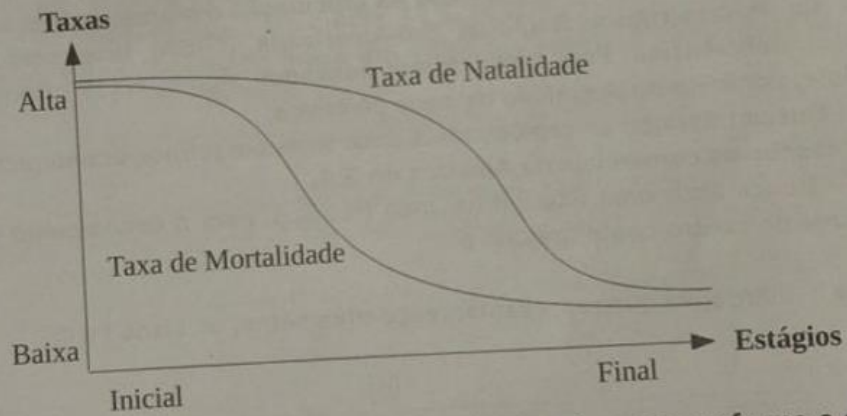 Taxas
Alta
Taxa de Natalidade
Taxa de Mortalidade
Baixa
Estágios
Inicial
Final